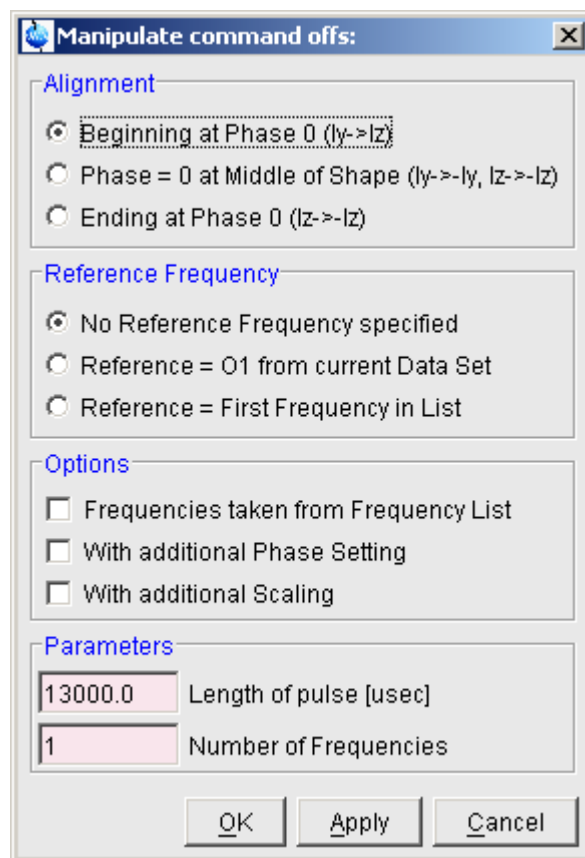 Manipulate command offs:
Alignment
Beginning at Phase 0 (Iy->Iz)
Phase = 0 at Middle of Shape (Iy->-Iy, Iz->-Iz)
Ending at Phase 0 (Iz->-Iz)
Reference Frequency
No Reference Frequency specified
Reference = O1 from current Data Set
Reference = First Frequency in List
Options
Frequencies taken from Frequency List
With additional Phase Setting
With additional Scaling
Parameters
13000.0 Length of pulse [usec]
1 Number of Frequencies
OK Apply Cancel